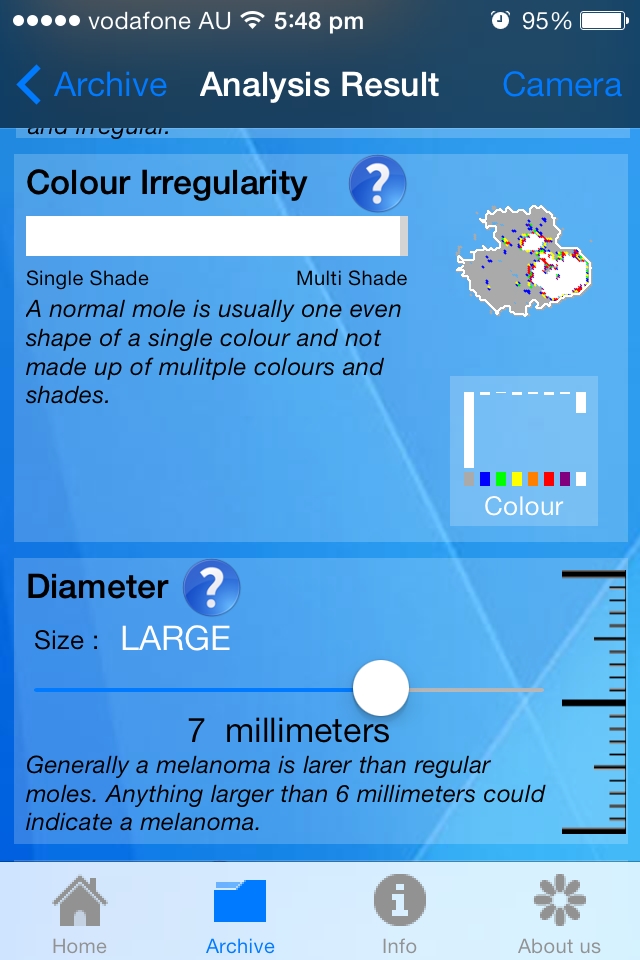 vodafone AU 5:48 pm 95%
Archive Analysis Result Camera
and irregular.
Colour Irregularity ?
Single Shade Multi Shade
A normal mole is usually one even
shape of a single colour and not
made up of mulitple colours and
shades.
Colour
Diameter ?
Size : LARGE
7 millimeters
Generally a melanoma is larer than regular
moles. Anything larger than 6 millimeters could
indicate a melanoma.
Home Archive Info About us